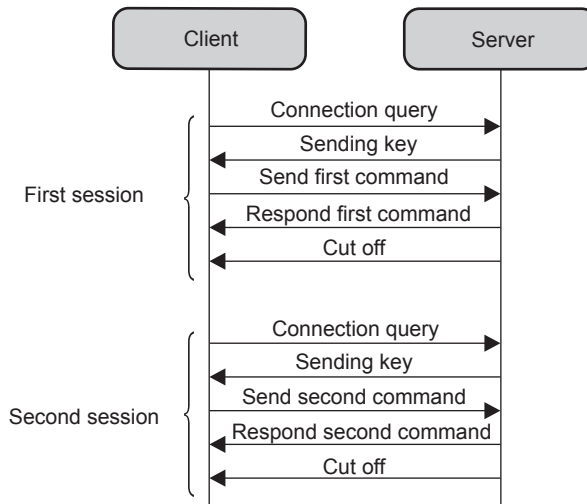 Client
Server
Connection query
Sending key
Send first command
First session
Respond first command
Cut off
Connection query
Sending key
Send second command
Second session
Respond second command
Cut off